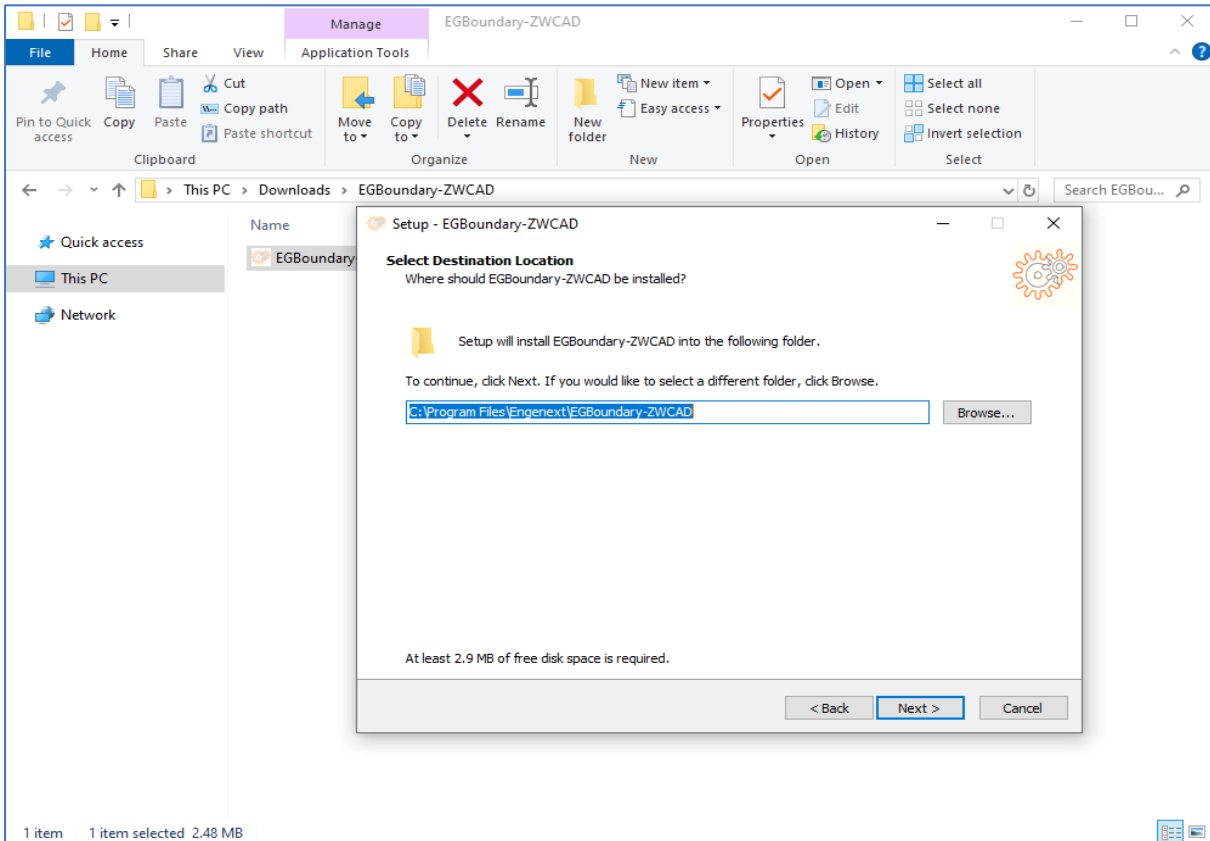 Manage
EGBoundary-ZWCAD
File
Home
Share
View
Application Tools
Pin to Quick access
Copy
Paste
Cut
Copy path
Paste shortcut
Clipboard
Move to
Copy to
Delete
Rename
Organize
New folder
New item
Easy access
New
Properties
Open
Edit
History
Open
Select all
Select none
Invert selection
Select
> This PC > Downloads > EGBoundary-ZWCAD
Search EGBou...
Name
Quick access
This PC
Network
EGBoundary
Setup - EGBoundary-ZWCAD
Select Destination Location
Where should EGBoundary-ZWCAD be installed?
Setup will install EGBoundary-ZWCAD into the following folder.
To continue, click Next. If you would like to select a different folder, click Browse.
C:\Program Files\Engenext\EGBoundary-ZWCAD
Browse...
At least 2.9 MB of free disk space is required.
< Back
Next >
Cancel
1 item
1 item selected 2.48 MB